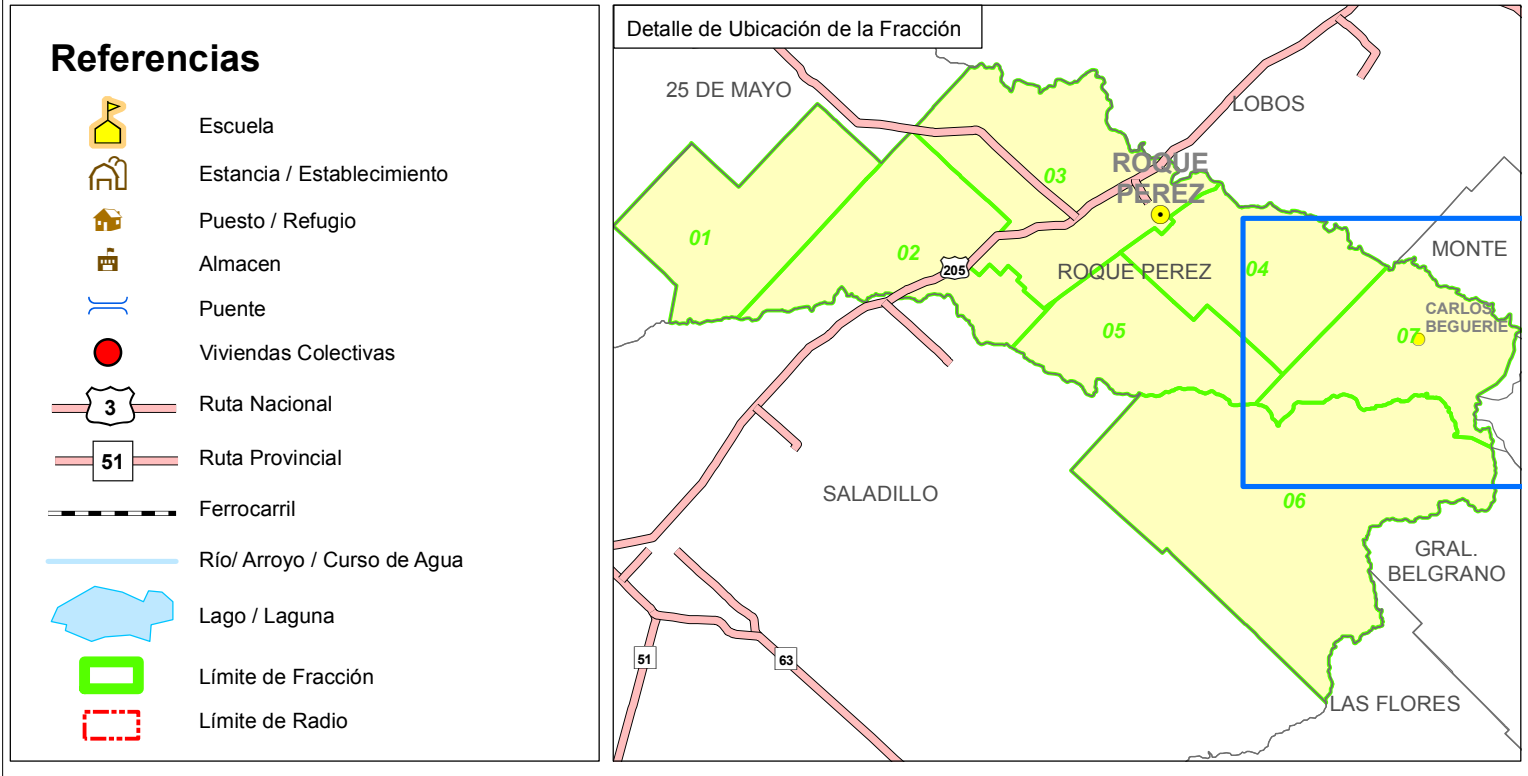 Referencias
Escuela
Estancia / Establecimiento
Puesto / Refugio
Almacen
Puente
Viviendas Colectivas
3
Ruta Nacional
51
Ruta Provincial
Ferrocarril
Río/ Arroyo / Curso de Agua
Lago / Laguna
Límite de Fracción
Límite de Radio
Detalle de Ubicación de la Fracción
25 DE MAYO
LOBOS
ROQUE
PEREZ
03
01
02
205
ROQUE PEREZ
04
MONTE
CARLOS
BEGUERIE
05
07
SALADILLO
06
GRAL.
BELGRANO
51
63
LAS FLORES